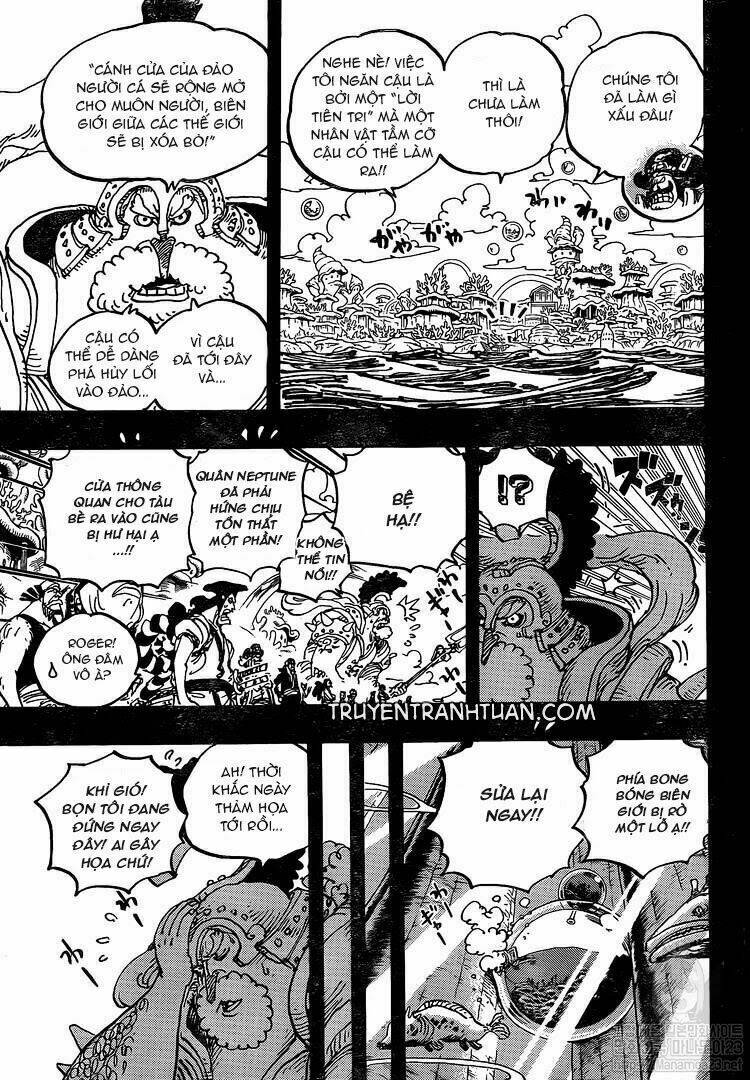 CHÚNG TÔI
ĐÃ LÀM GÌ
XẤU ĐÂU!
THÌ LÀ
CHƯA LÀM
THÔI!
NGHE NÈ! VIỆC
TÔI NGĂN CẬU LÀ
BỞI MỘT “LỜI
TIÊN TRI” MÀ MỘT
NHÂN VẬT TẦM CỠ
CẬU CÓ THỂ LÀM
RA!!
“CÁNH CỬA CỦA ĐẢO
NGƯỜI CÁ SẼ RỘNG MỞ
CHO MUÔN NGƯỜI, BIÊN
GIỚI GIỮA CÁC THẾ GIỚI
SẼ BỊ XÓA BỎ!”
VÌ CẬU
ĐÃ TỚI ĐÂY
VÀ...
CẬU CÓ
THỂ DỄ DÀNG
PHÁ HỦY LỐI
VÀO ĐẢO...
!?
BỆ
HẠ!!
KHÔNG
THỂ TIN
NỔI!!
QUÂN NEPTUNE
ĐÃ PHẢI
HỨNG CHỊU
TỔN THẤT
MỘT PHẦN!
CỬA THÔNG
QUAN CHO TÀU
BÈ RA VÀO CŨNG
BỊ HƯ HẠI Ạ
...!!
ROGER!
ÔNG ĐÂM
VÔ À?
TRUYENTRANHTUAN.COM
PHÍA BONG
BÓNG BIÊN
GIỚI BỊ RÒ
MỘT LỖ Ạ!!
SỬA LẠI
NGAY!!
AH! THỜI
KHẮC NGÀY
THẢM HỌA
TỚI RỒI...
KHỈ GIÓ!
BỌN TÔI ĐANG
ĐỨNG NGAY
ĐÂY! AI GÂY
HỌA CHỨ!